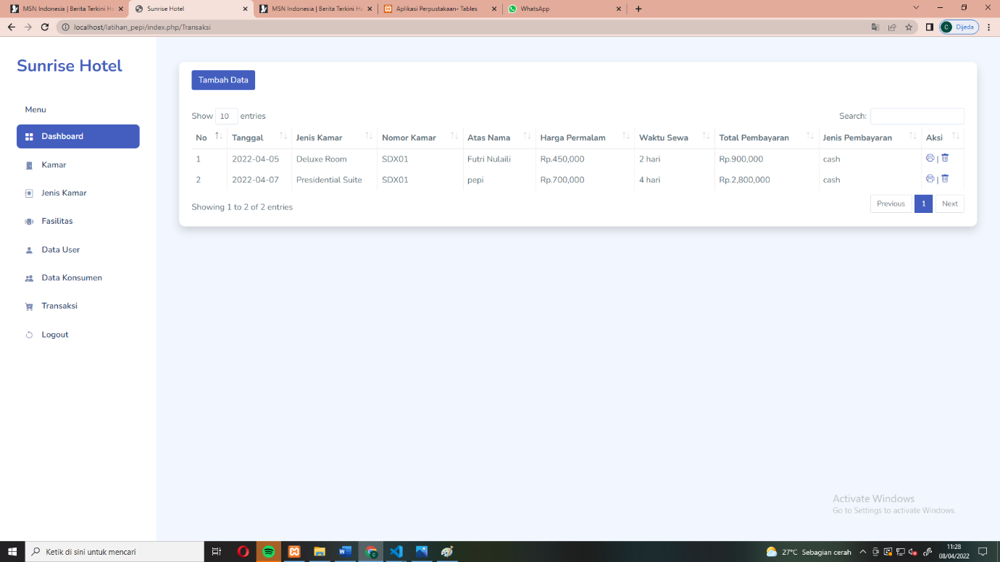 MSN Indonesia | Berita Terkini Ha
Sunrise Hotel
MSN Indonesia | Berita Terkini Ha
Aplikasi Perpustakaan- Tables
WhatsApp
localhost/latihan_pepi/index.php/Transaksi
C
Dijeda
Sunrise Hotel
Menu
Dashboard
Kamar
Jenis Kamar
Fasilitas
Data User
Data Konsumen
Transaksi
Logout
Tambah Data
Show 10 entries
Search:
No Tanggal Jenis Kamar Nomor Kamar Atas Nama Harga Permalam Waktu Sewa Total Pembayaran Jenis Pembayaran Aksi
1 2022-04-05 Deluxe Room SDX01 Futri Nulaili Rp.450,000 2 hari Rp.900,000 cash |
2 2022-04-07 Presidential Suite SDX01 pepi Rp.700,000 4 hari Rp.2,800,000 cash |
Showing 1 to 2 of 2 entries
Previous 1 Next
Activate Windows
Go to Settings to activate Windows.
Ketik di sini untuk mencari
27°C Sebagian cerah
11:28
08/04/2022